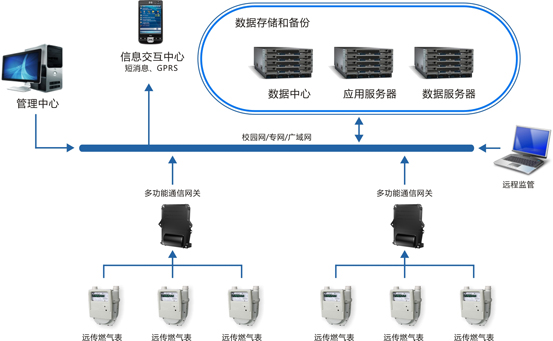 数据存储和备份
信息交互中心
短消息、GPRS
管理中心
数据中心
应用服务器
数据服务器
校园网/专网/广域网
远程监管
多功能通信网关
多功能通信网关
远传燃气表
远传燃气表
远传燃气表
远传燃气表
远传燃气表
远传燃气表